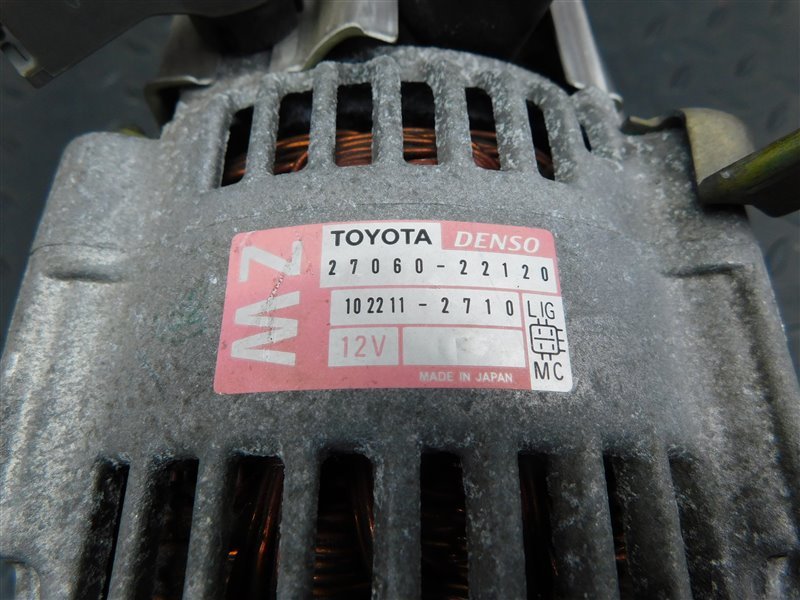 MZ
TOYOTA DENSO
27060-22120
102211-2710
12V
LIG
MC
MADE IN JAPAN